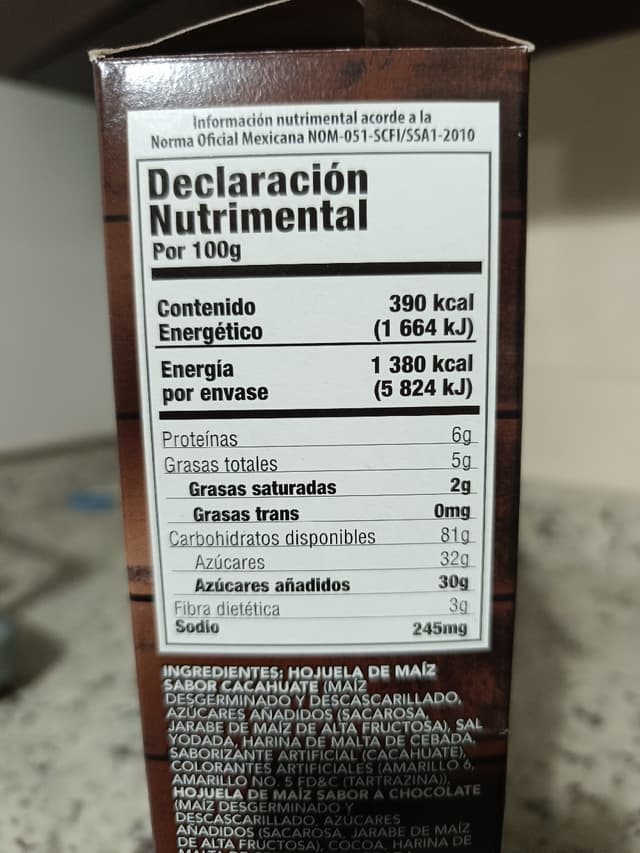 Información nutrimental acorde a la
Norma Oficial Mexicana NOM-051-SCFI/SSA1-2010
Declaración
Nutrimental
Por 100g
Contenido 390 kcal
Energético (1 664 kJ)
Energía 1 380 kcal
por envase (5 824 kJ)
Proteínas 6g
Grasas totales 5g
Grasas saturadas 2g
Grasas trans 0mg
Carbohidratos disponibles 81g
Azúcares 32g
Azúcares añadidos 30g
Fibra dietética 3g
Sodio 245mg
INGREDIENTES: HOJUELA DE MAÍZ
SABOR CACAHUATE (MAÍZ
DESGERMINADO Y DESCASCARILLADO,
AZÚCARES AÑADIDOS (SACAROSA,
JARABE DE MAÍZ DE ALTA FRUCTOSA), SAL
YODADA, HARINA DE MALTA DE CEBADA,
SABORIZANTE ARTIFICIAL (CACAHUATE),
COLORANTES ARTIFICIALES (AMARILLO 6,
AMARILLO NO. 5 FD&C (TARTRAZINA)),
HOJUELA DE MAÍZ SABOR A CHOCOLATE
(MAÍZ DESGERMINADO Y
DESCASCARILLADO, AZÚCARES
AÑADIDOS (SACAROSA, JARABE DE MAÍZ
DE ALTA FRUCTOSA), COCOA, HARINA DE